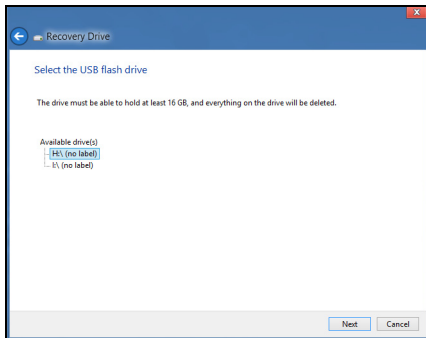 Recovery Drive
Select the USB flash drive
The drive must be able to hold at least 16 GB, and everything on the drive will be deleted.
Available drive(s)
H:\ (no label)
I:\ (no label)
Next Cancel